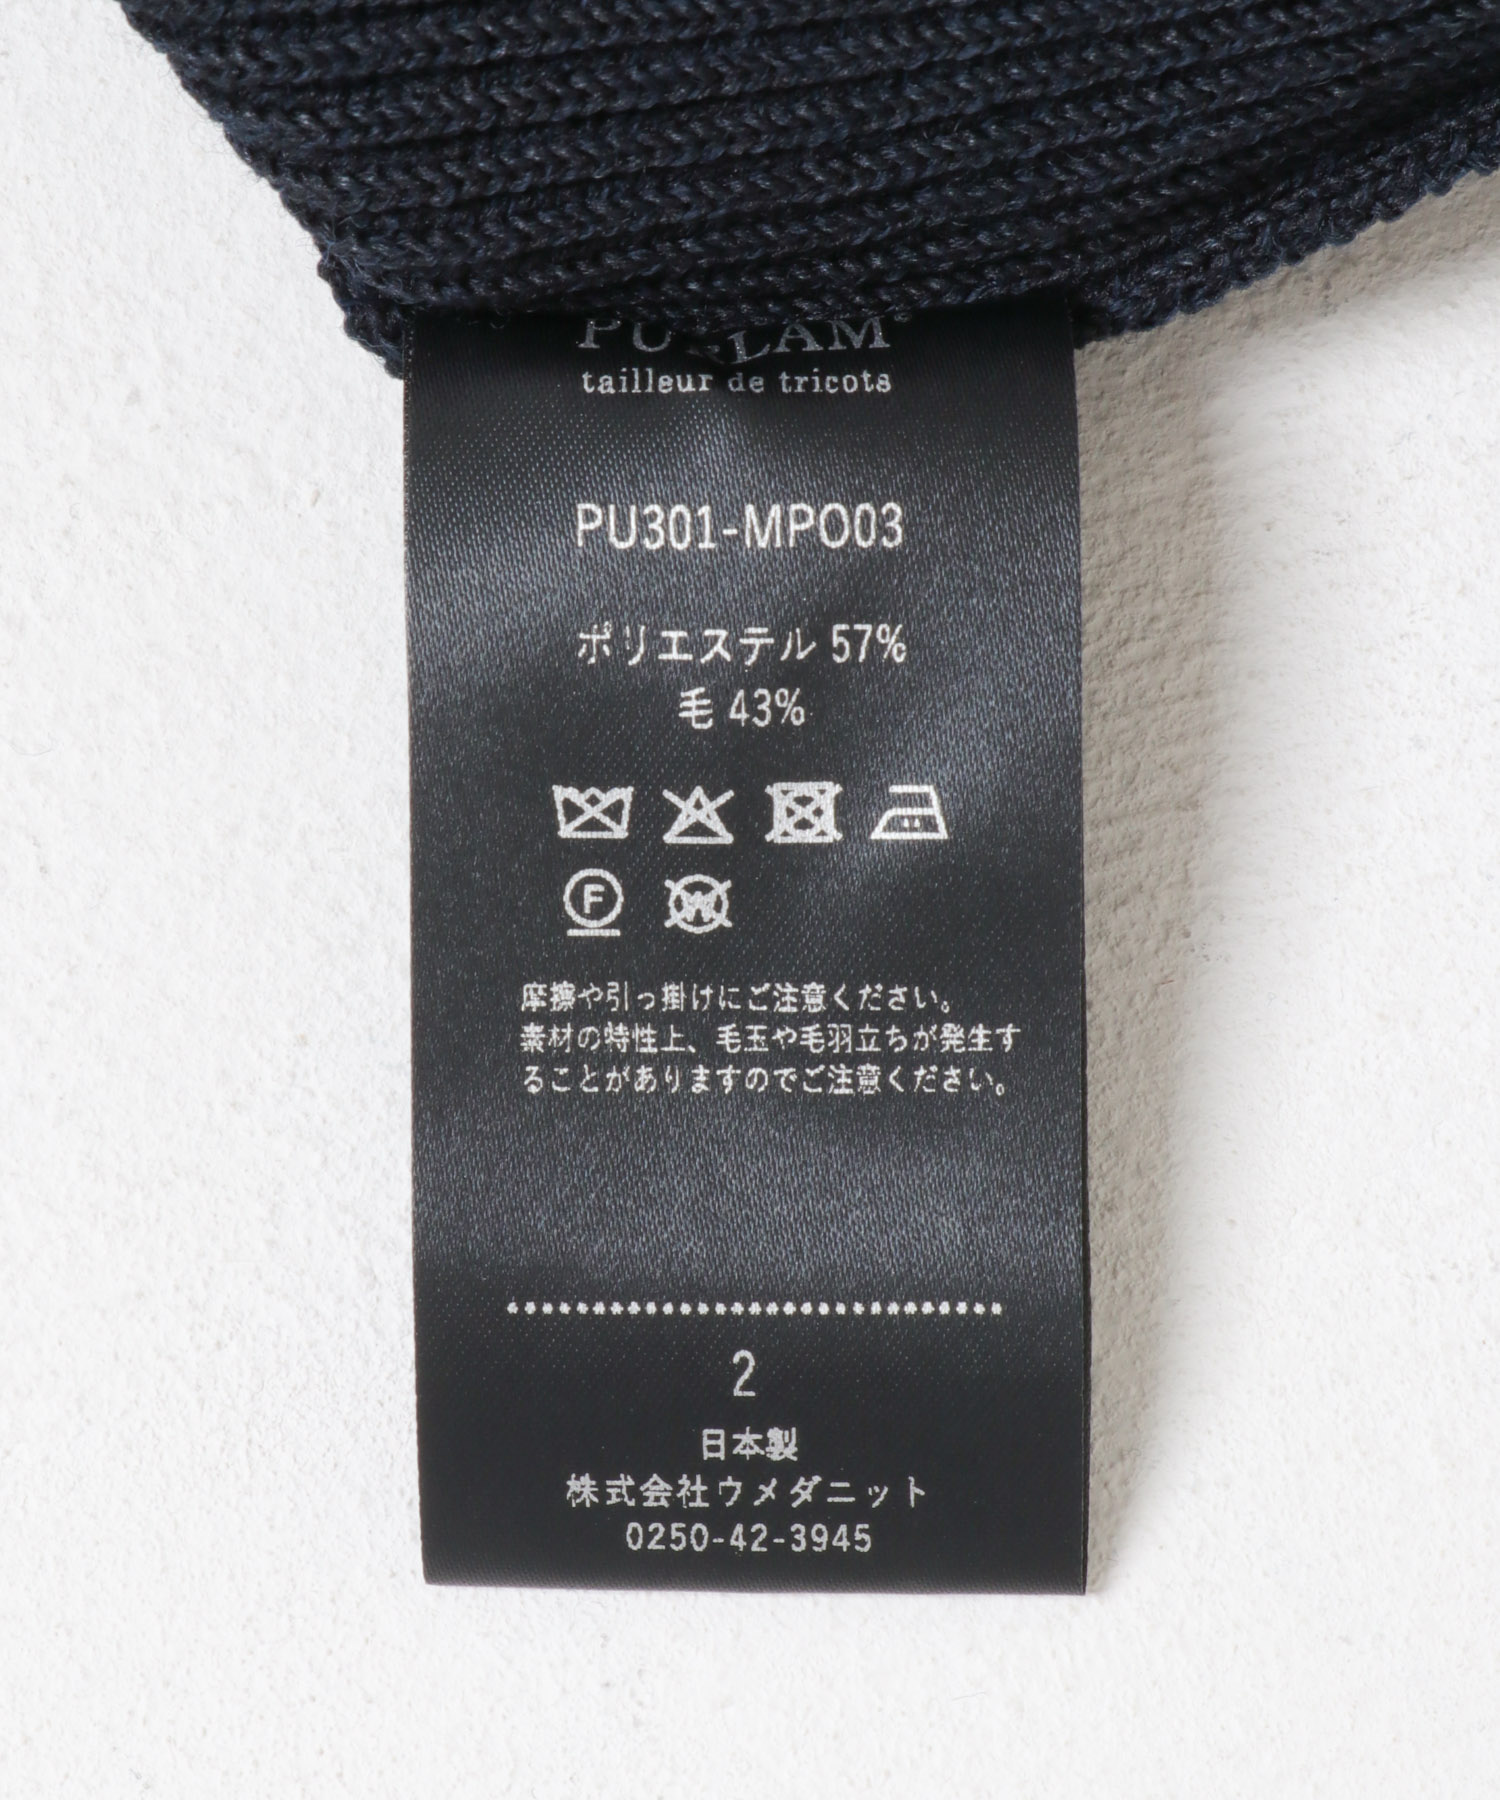 tailleur de tricots
PU301-MPO03
ポリエステル 57%
毛 43%
F
W
摩擦や引っ掛けにご注意ください。
素材の特性上、毛玉や毛羽立ちが発生す
ることがありますのでご注意ください。
2
日本製
株式会社ウメダニット
0250-42-3945